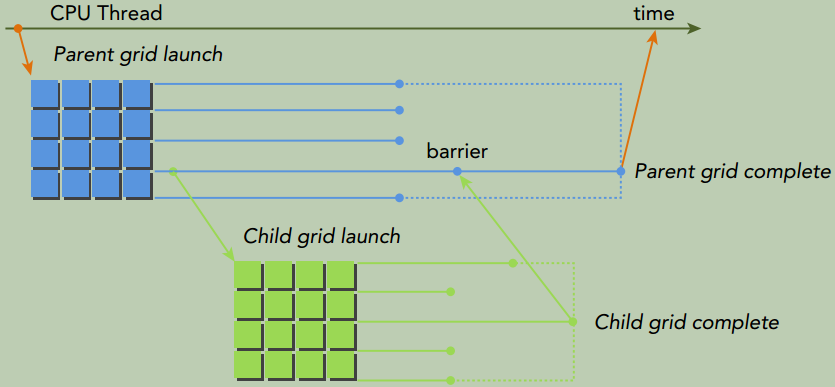 CPU Thread
time
Parent grid launch
barrier
Parent grid complete
Child grid launch
Child grid complete